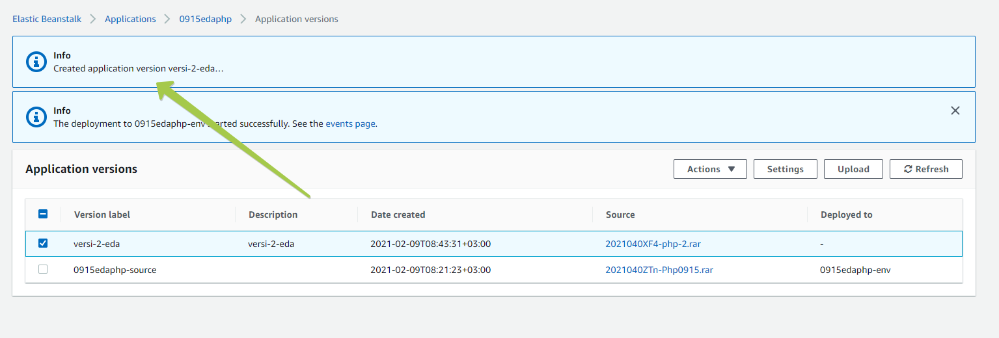 Elastic Beanstalk Applications 0915edaphp Application versions
Info
Created application version versi-2-eda…
Info
The deployment to 0915edaphp-env started successfully. See the events page.
Application versions Actions Settings Upload Refresh
Version label Description Date created Source Deployed to
versi-2-eda versi-2-eda 2021-02-09T08:43:31+03:00 2021040XF4-php-2.rar -
0915edaphp-source 2021-02-09T08:21:23+03:00 2021040ZTn-Php0915.rar 0915edaphp-env